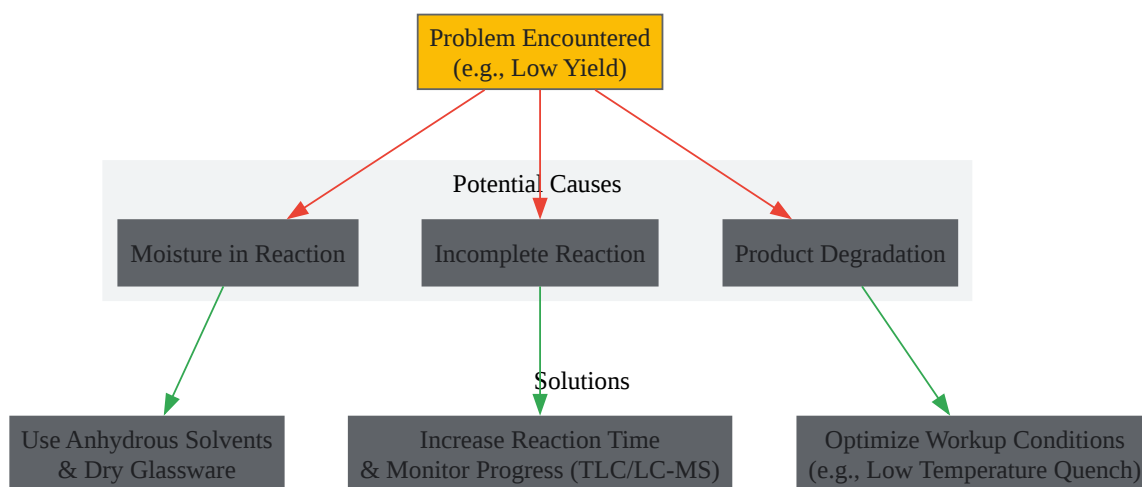 Problem Encountered
(e.g., Low Yield)
Potential Causes
Moisture in Reaction
Incomplete Reaction
Product Degradation
Solutions
Use Anhydrous Solvents
& Dry Glassware
Increase Reaction Time
& Monitor Progress (TLC/LC-MS)
Optimize Workup Conditions
(e.g., Low Temperature Quench)